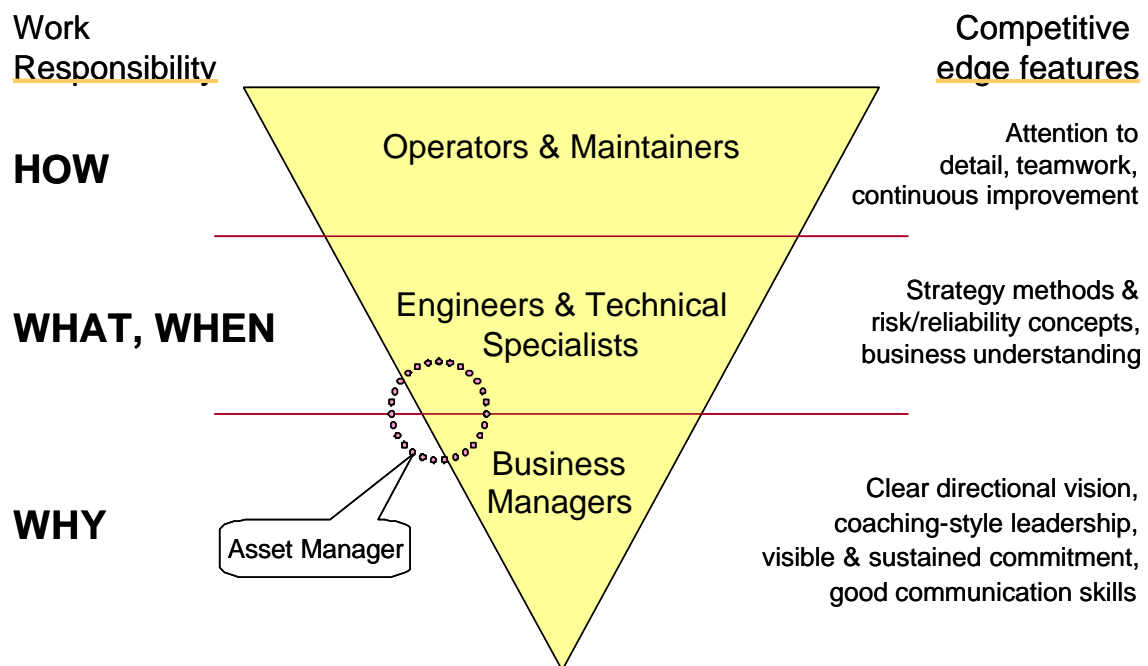 Work
Responsibility
Competitive
edge features
HOW
Operators & Maintainers
Attention to
detail, teamwork,
continuous improvement
WHAT, WHEN
Engineers & Technical
Specialists
Strategy methods &
risk/reliability concepts,
business understanding
WHY
Asset Manager
Business
Managers
Clear directional vision,
coaching-style leadership,
visible & sustained commitment,
good communication skills